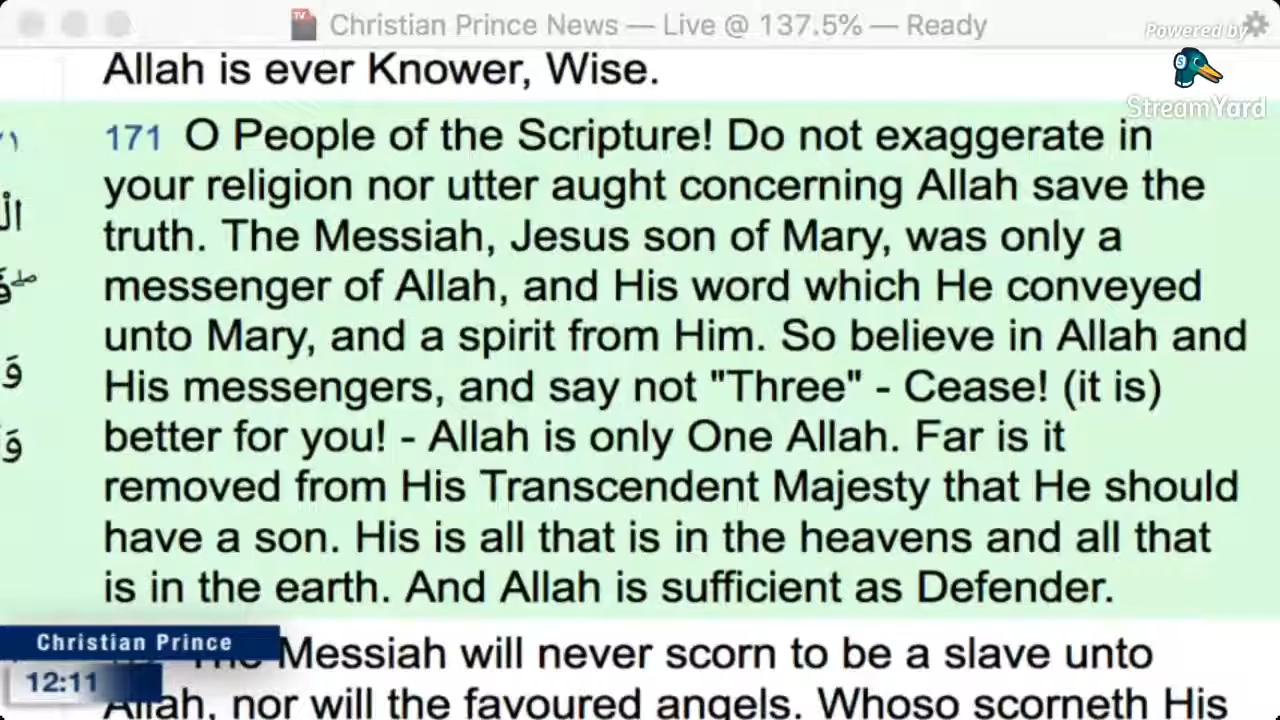 Christian Prince News — Live @ 137.5% — Ready
Powered by
StreamYard
Allah is ever Knower, Wise.
171 O People of the Scripture! Do not exaggerate in
your religion nor utter aught concerning Allah save the
truth. The Messiah, Jesus son of Mary, was only a
messenger of Allah, and His word which He conveyed
unto Mary, and a spirit from Him. So believe in Allah and
His messengers, and say not "Three" - Cease! (it is)
better for you! - Allah is only One Allah. Far is it
removed from His Transcendent Majesty that He should
have a son. His is all that is in the heavens and all that
is in the earth. And Allah is sufficient as Defender.
Christian Prince
The Messiah will never scorn to be a slave unto
12:11
Allah, nor will the favoured angels. Whoso scorneth His